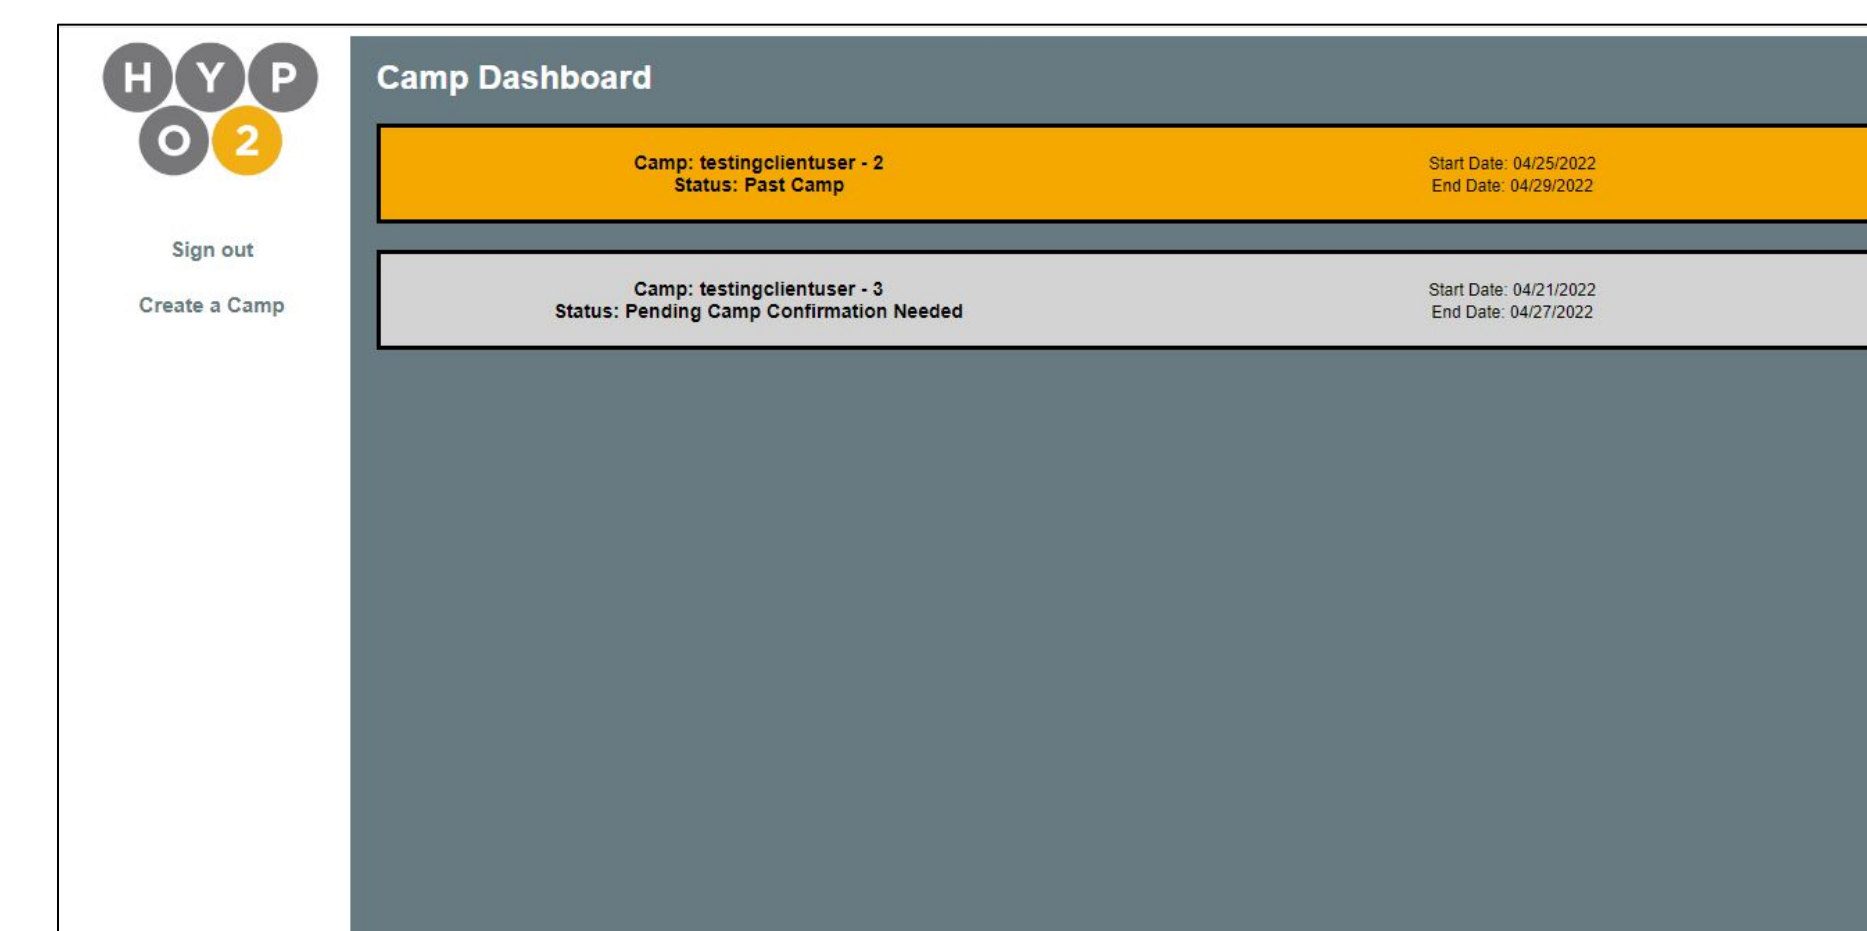 HYP
O2
Sign out
Create a Camp
Camp Dashboard
Camp: testingclientuser - 2
Status: Past Camp
Start Date: 04/25/2022
End Date: 04/29/2022
Camp: testingclientuser - 3
Status: Pending Camp Confirmation Needed
Start Date: 04/21/2022
End Date: 04/27/2022